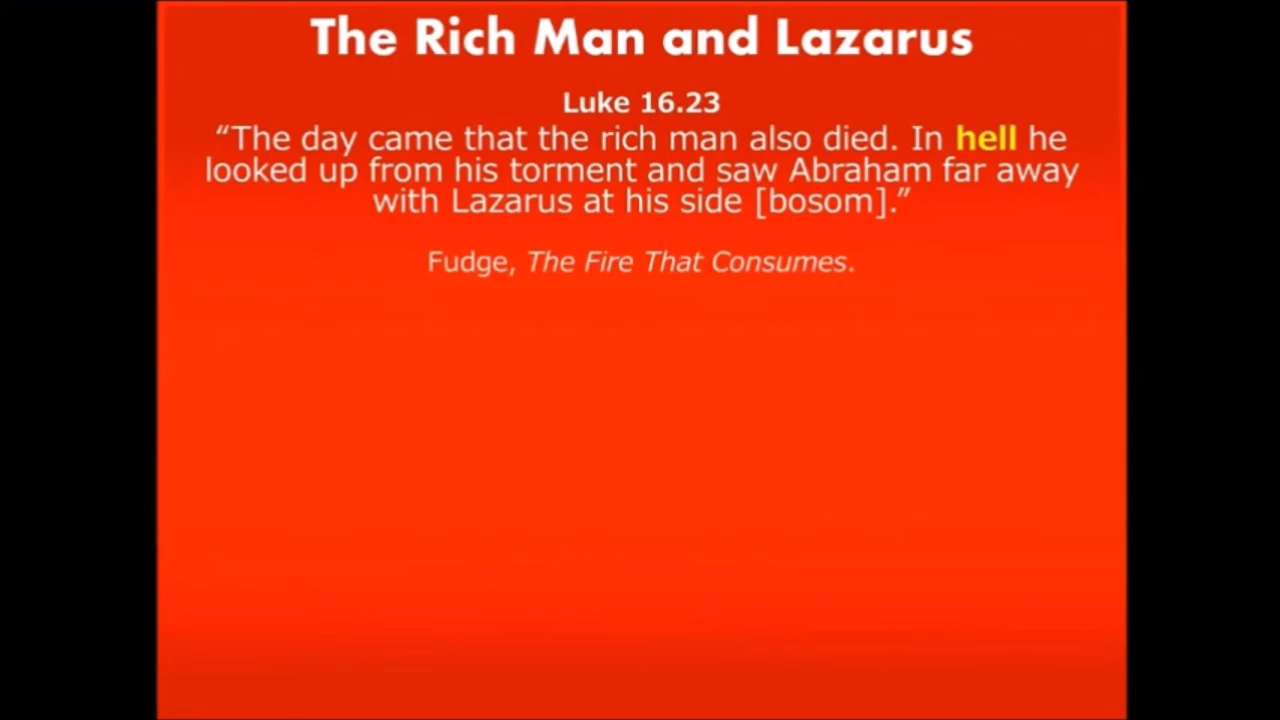 The Rich Man and Lazarus
Luke 16.23
“The day came that the rich man also died. In hell he
looked up from his torment and saw Abraham far away
with Lazarus at his side [bosom].”
Fudge, The Fire That Consumes.